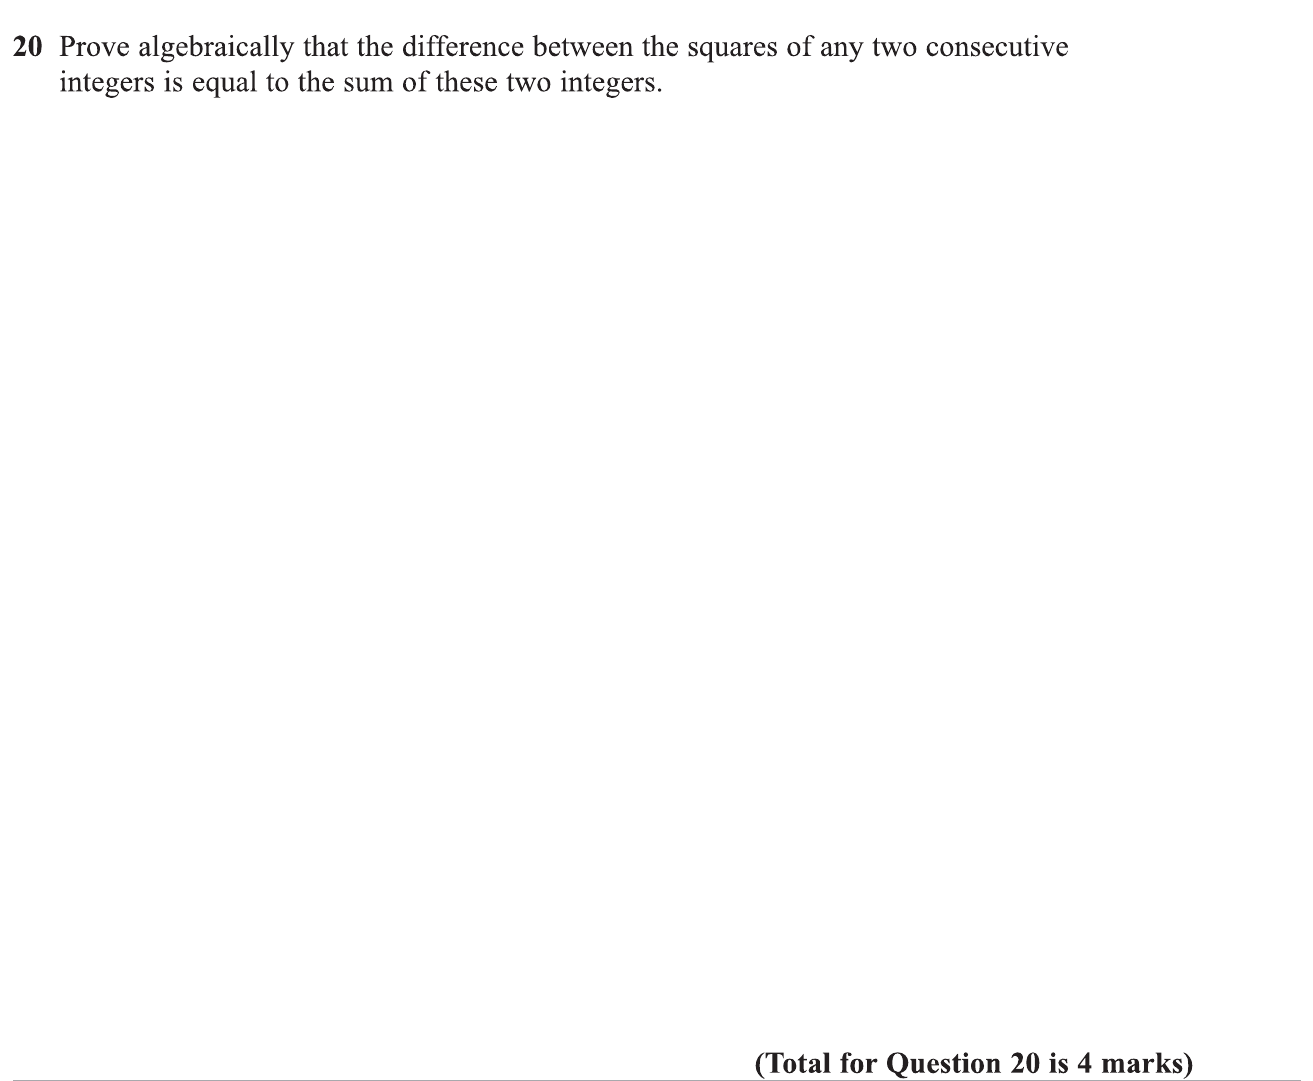 20 Prove algebraically that the difference between the squares of any two consecutive
integers is equal to the sum of these two integers.
(Total for Question 20 is 4 marks)